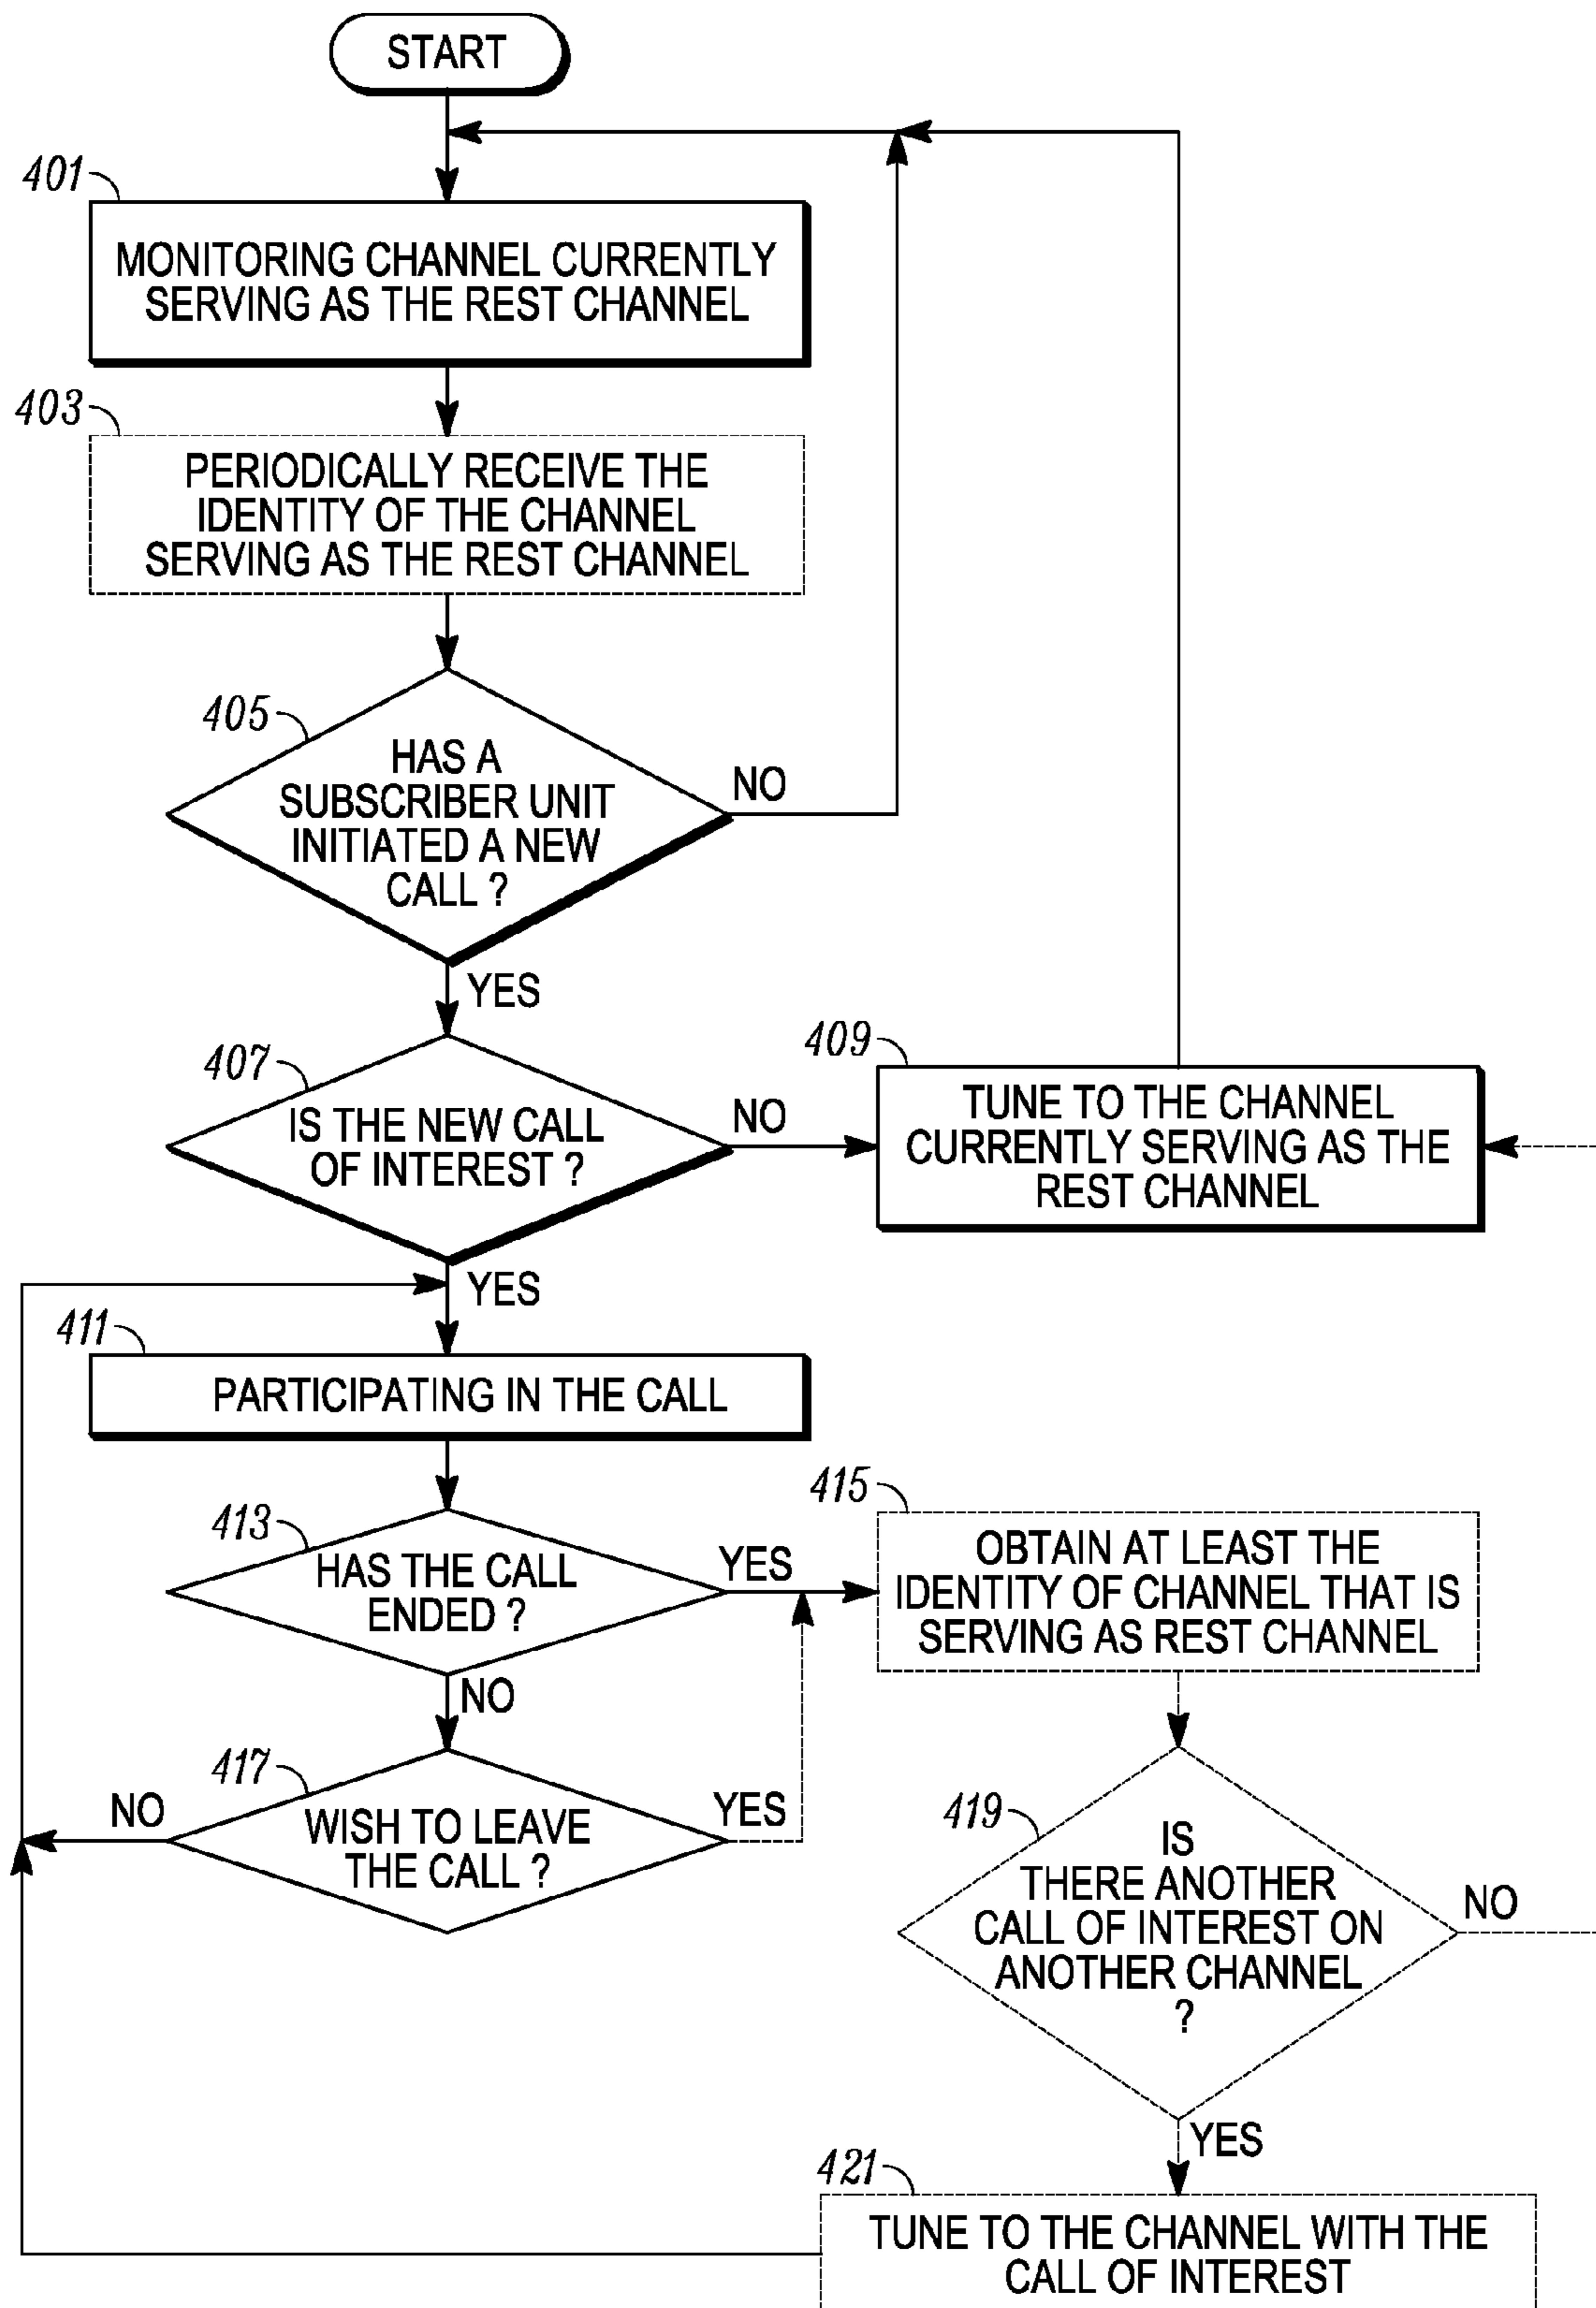 START
401
MONITORING CHANNEL CURRENTLY
SERVING AS THE REST CHANNEL
403
PERIODICALLY RECEIVE THE
IDENTITY OF THE CHANNEL
SERVING AS THE REST CHANNEL
405
HAS A
SUBSCRIBER UNIT
INITIATED A NEW
CALL ?
NO
YES
407
IS THE NEW CALL
OF INTEREST ?
NO
YES
409
TUNE TO THE CHANNEL
CURRENTLY SERVING AS THE
REST CHANNEL
411
PARTICIPATING IN THE CALL
413
HAS THE CALL
ENDED ?
YES
NO
415
OBTAIN AT LEAST THE
IDENTITY OF CHANNEL THAT IS
SERVING AS REST CHANNEL
417
WISH TO LEAVE
THE CALL ?
NO
YES
419
IS
THERE ANOTHER
CALL OF INTEREST ON
ANOTHER CHANNEL
?
NO
YES
421
TUNE TO THE CHANNEL WITH THE
CALL OF INTEREST